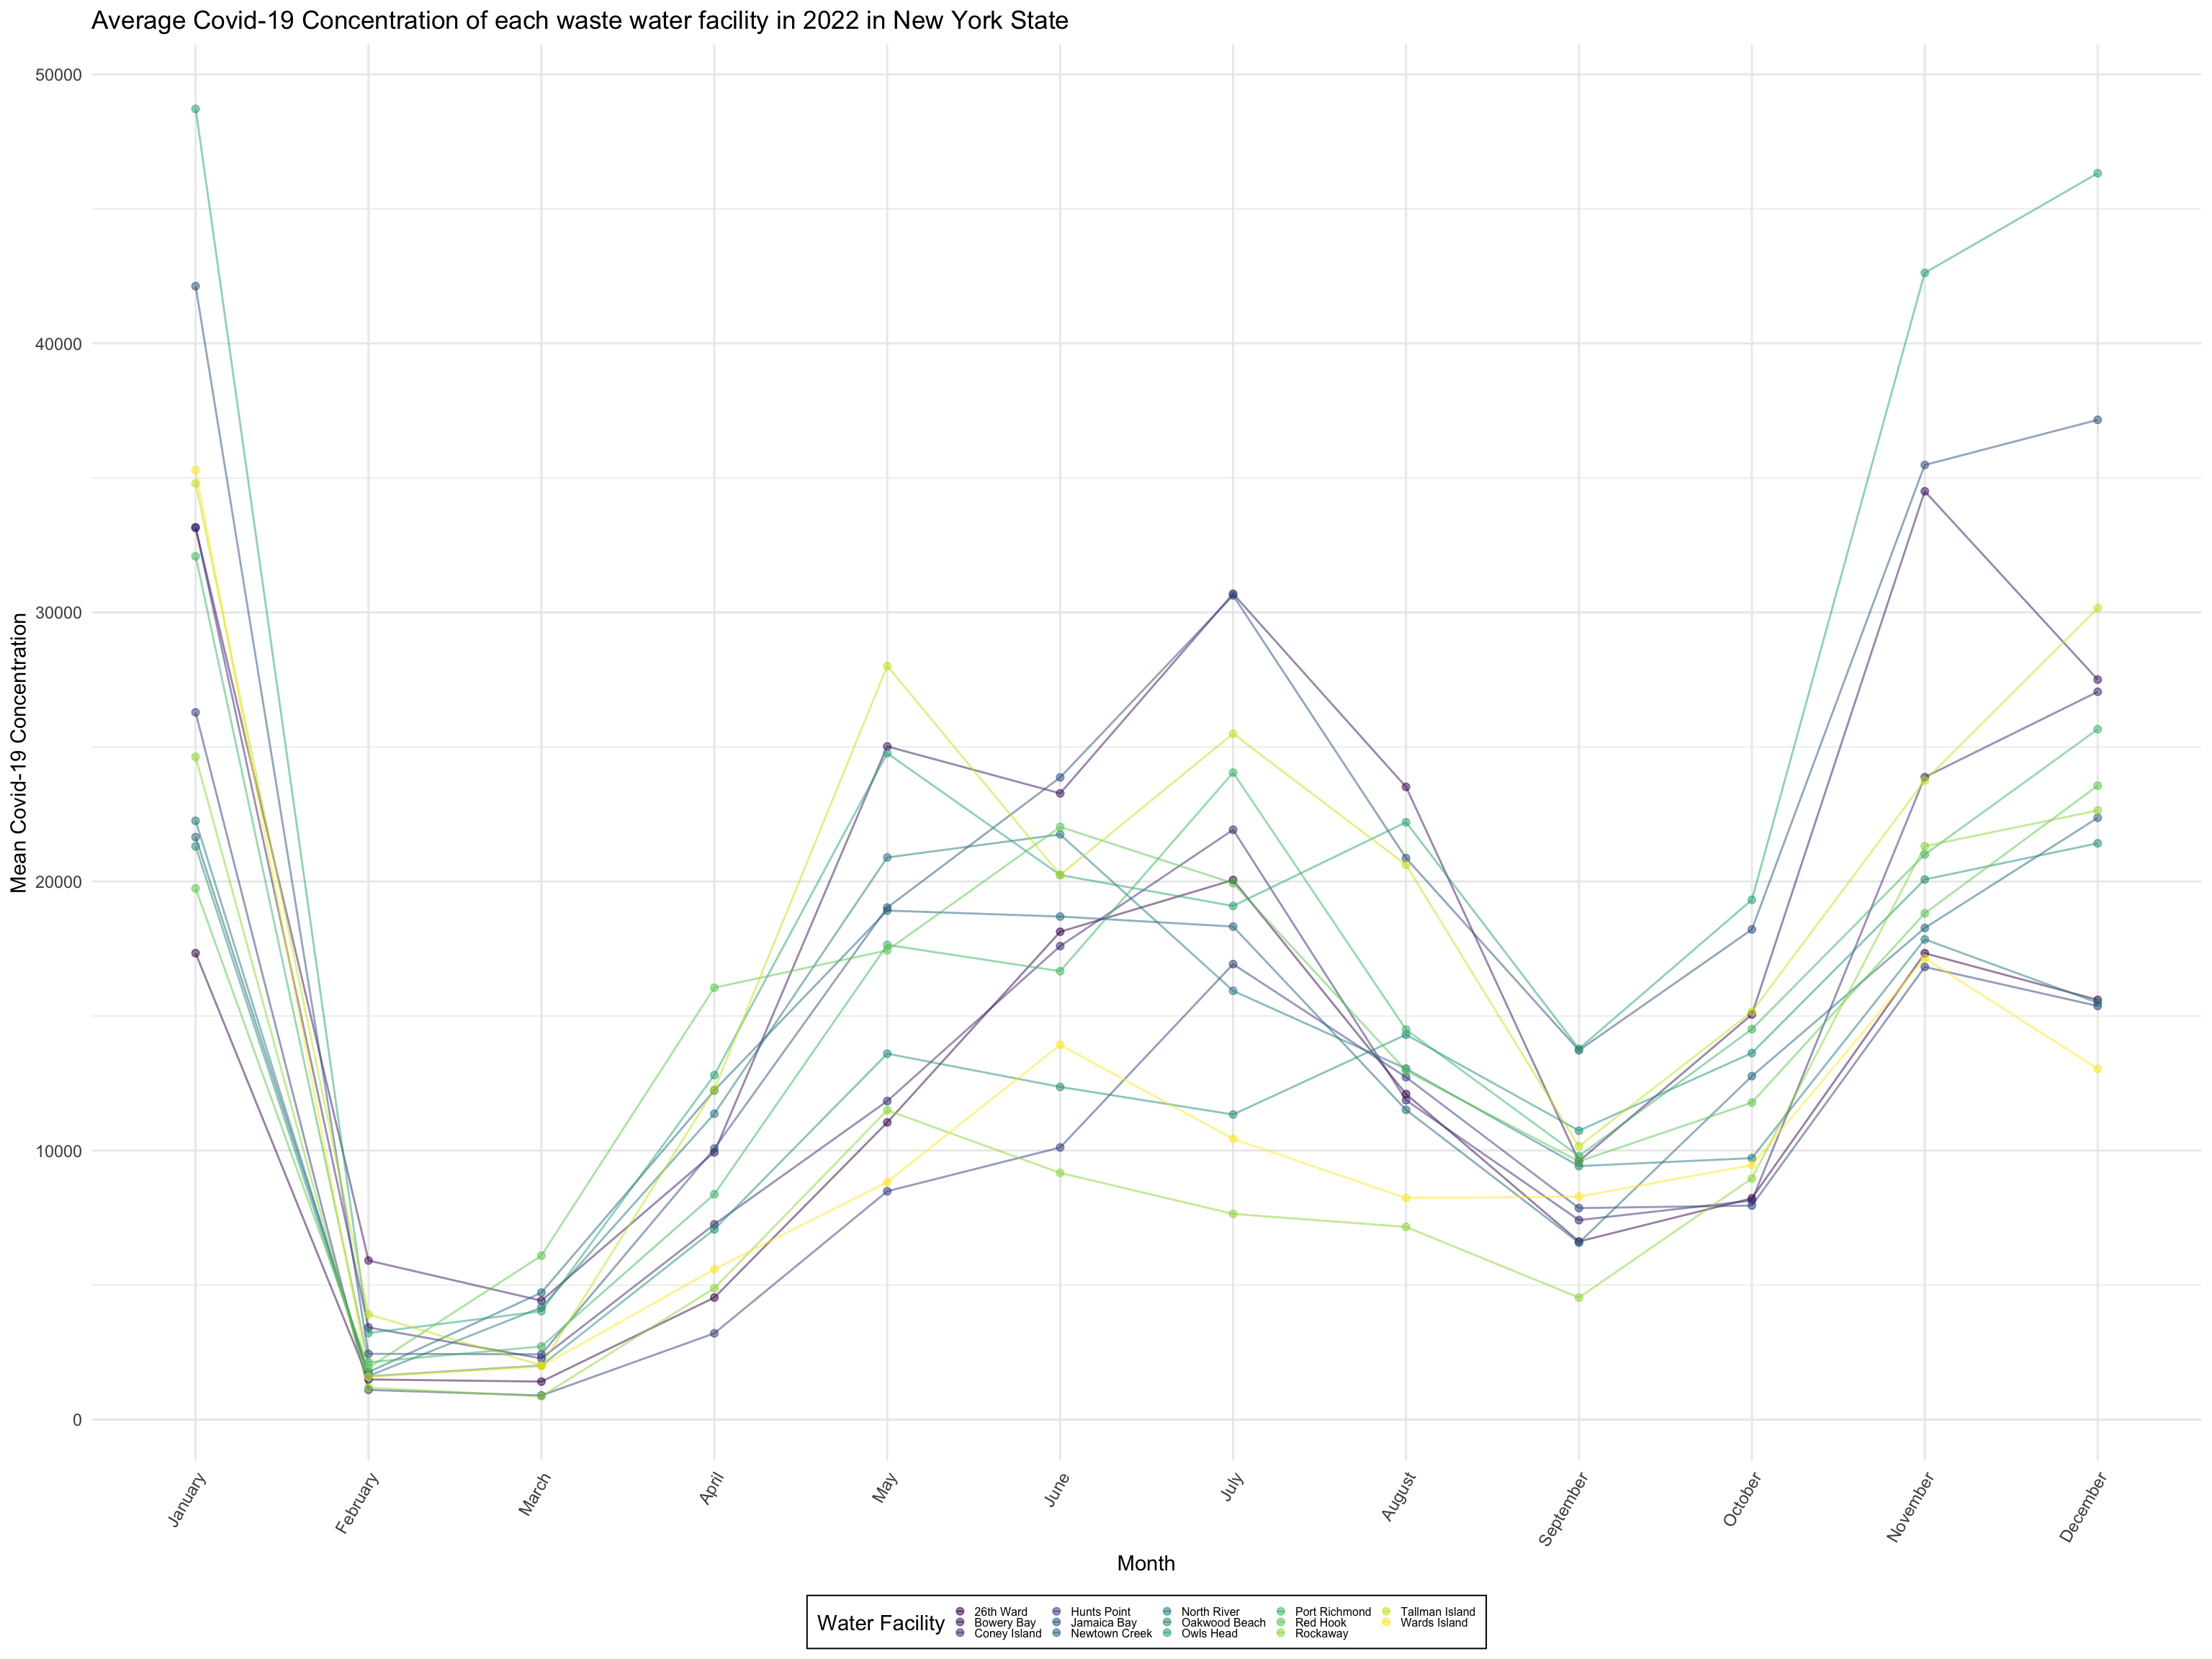 Average Covid-19 Concentration of each waste water facility in 2022 in New York State
50000
40000
30000
20000
10000
0
Mean Covid-19 Concentration
January
February
March
April
May
June
July
August
September
October
November
December
Month
Water Facility
26th Ward
Bowery Bay
Coney Island
Hunts Point
Jamaica Bay
Newtown Creek
North River
Oakwood Beach
Owls Head
Port Richmond
Red Hook
Rockaway
Tallman Island
Wards Island